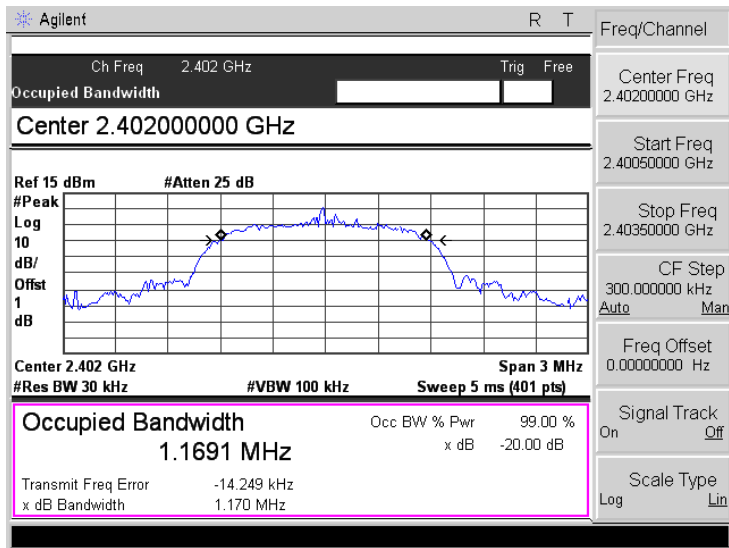 Agilent R T
Ch Freq 2.402 GHz Trig Free
Occupied Bandwidth
Center 2.402000000 GHz
Ref 15 dBm #Atten 25 dB
#Peak
Log
10
dB/
Offst
1
dB
Center 2.402 GHz Span 3 MHz
#Res BW 30 kHz #VBW 100 kHz Sweep 5 ms (401 pts)
Occupied Bandwidth Occ BW % Pwr 99.00 %
1.1691 MHz x dB -20.00 dB
Transmit Freq Error -14.249 kHz
x dB Bandwidth 1.170 MHz
Freq/Channel
Center Freq
2.40200000 GHz
Start Freq
2.40050000 GHz
Stop Freq
2.40350000 GHz
CF Step
300.000000 kHz
Auto Man
Freq Offset
0.00000000 Hz
Signal Track
On Off
Scale Type
Log Lin